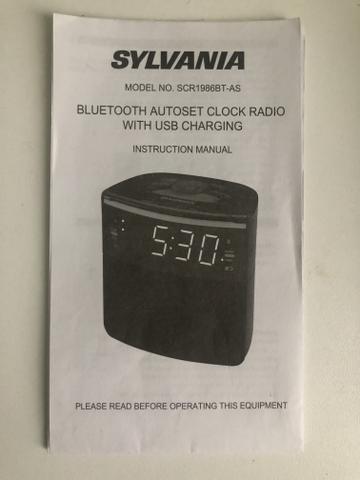 SYLVANIA
MODEL NO. SCR1986BT-AS
BLUETOOTH AUTOSET CLOCK RADIO
WITH USB CHARGING
INSTRUCTION MANUAL
5:30
PLEASE READ BEFORE OPERATING THIS EQUIPMENT